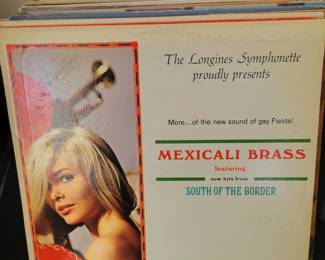 The Longines Symphonette
proudly presents
More...of the new sound of gay Fiesta!
MEXICALI BRASS
featuring
new hits from
SOUTH OF THE BORDER